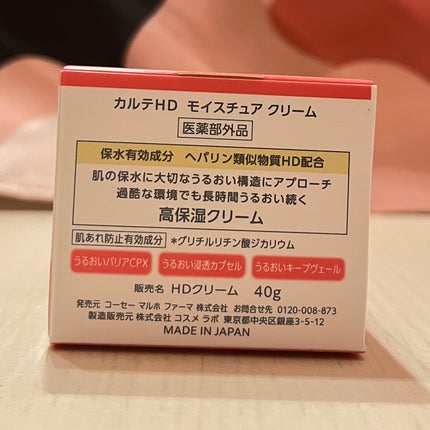 カルテHD モイスチュア クリーム
医薬部外品
保水有効成分 ヘパリン類似物質HD配合
肌の保水に大切なうるおい構造にアプローチ
過酷な環境でも長時間うるおい続く
高保湿クリーム
肌あれ防止有効成分 *グリチルリチン酸ジカリウム
うるおいバリアCPX うるおい浸透カプセル うるおいキープヴェール
販売名 HDクリーム 40g
発売元 コーセー マルホ ファーマ 株式会社 お問合せ先 0120-008-873
製造販売元 株式会社 コスメ ラボ 東京都中央区銀座3-5-12
MADE IN JAPAN